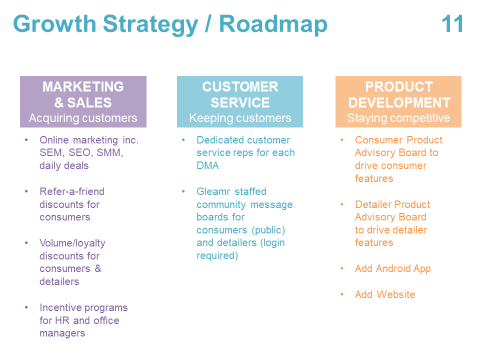 Growth Strategy / Roadmap 11
MARKETING
& SALES
Acquiring customers
• Online marketing inc.
SEM, SEO, SMM,
daily deals
• Refer-a-friend
discounts for
consumers
• Volume/loyalty
discounts for
consumers &
detailers
• Incentive programs
for HR and office
managers
CUSTOMER
SERVICE
Keeping customers
• Dedicated customer
service reps for each
DMA
• Gleamr staffed
community message
boards for
consumers (public)
and detailers (login
required)
PRODUCT
DEVELOPMENT
Staying competitive
• Consumer Product
Advisory Board to
drive consumer
features
• Detailer Product
Advisory Board
to drive detailer
features
• Add Android App
• Add Website